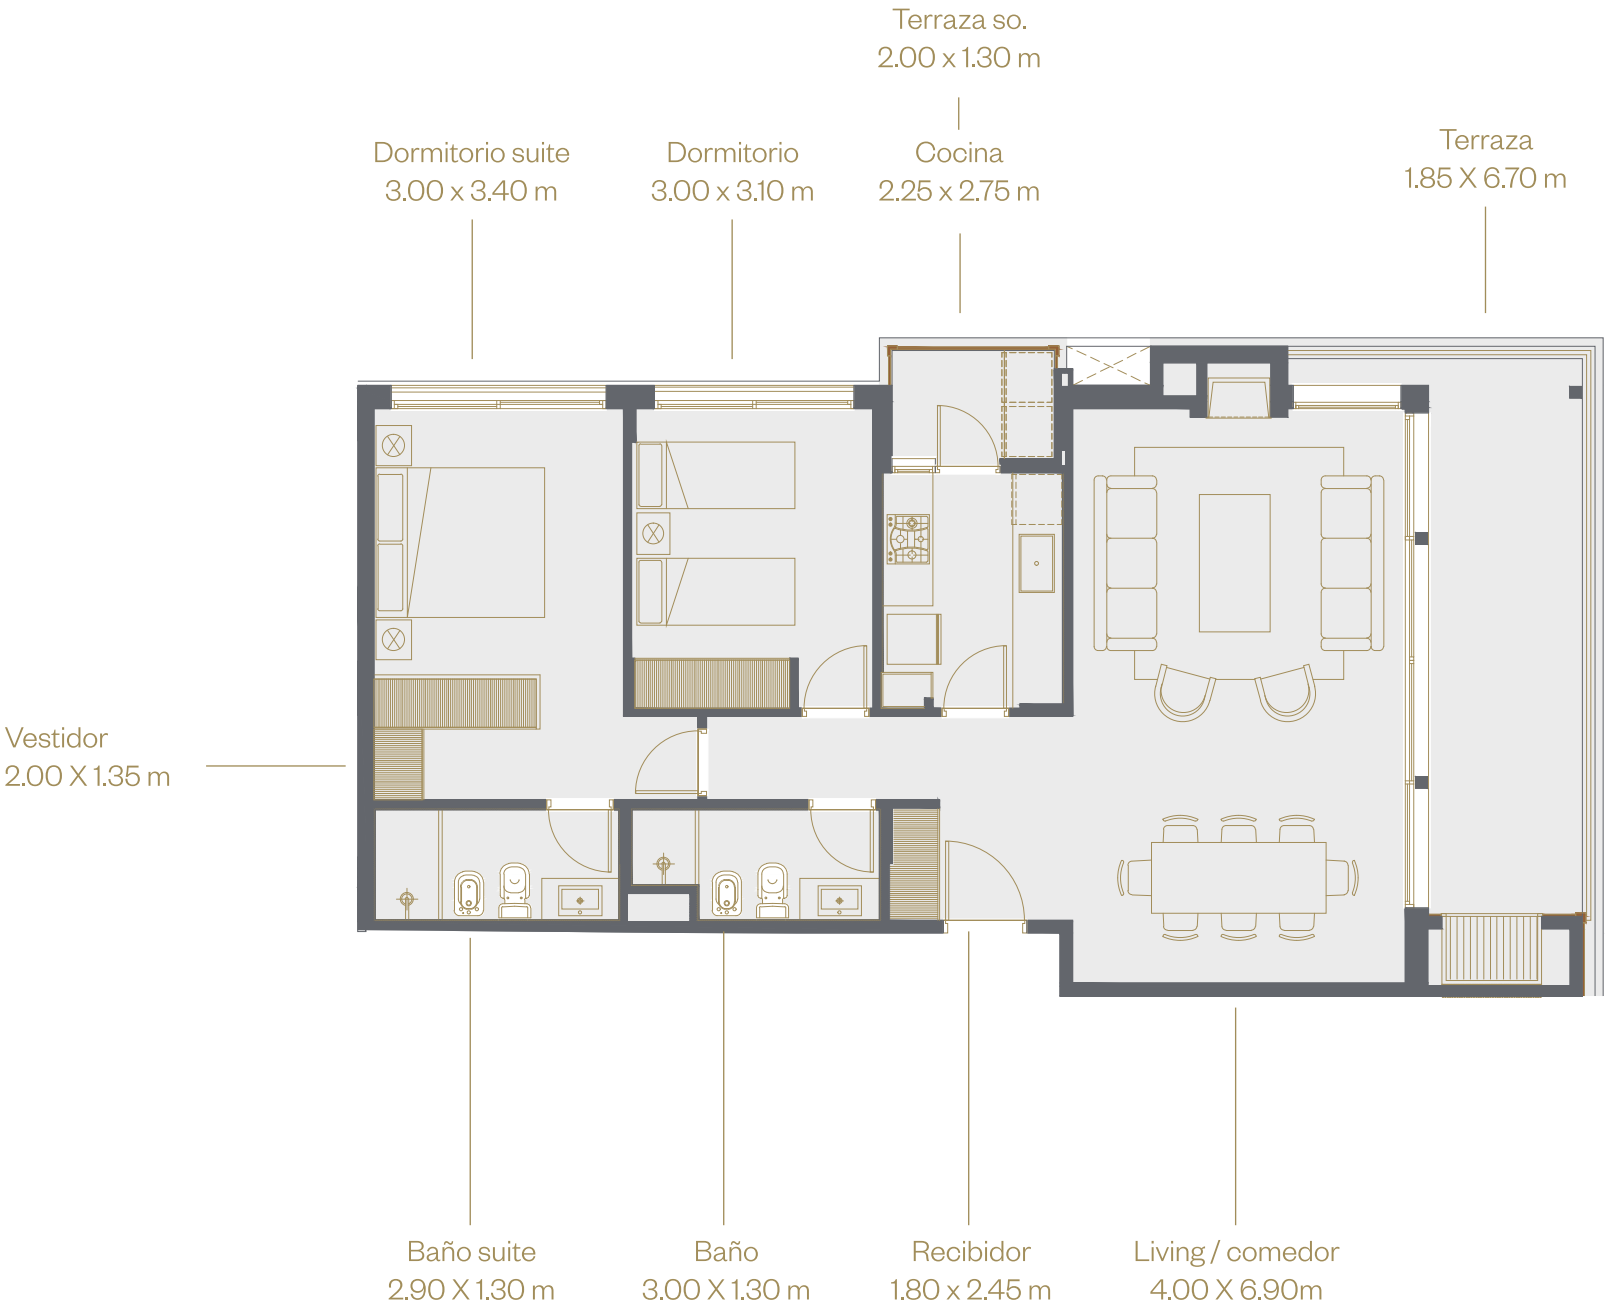 Terraza so.
2.00 x 1.30 m
Dormitorio suite
3.00 x 3.40 m
Dormitorio
3.00 x 3.10 m
Cocina
2.25 x 2.75 m
Terraza
1.85 X 6.70 m
Vestidor
2.00 X 1.35 m
Baño suite
2.90 X 1.30 m
Baño
3.00 X 1.30 m
Recibidor
1.80 x 2.45 m
Living / comedor
4.00 X 6.90m